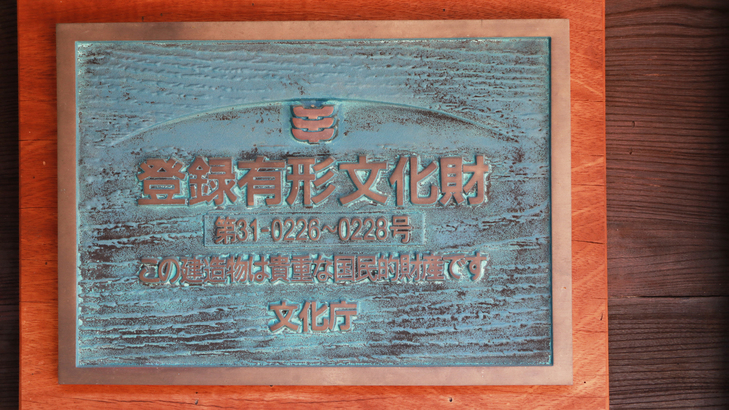 登録有形文化財
第31-0226~0228号
この建造物は貴重な国民的財産です
文化庁